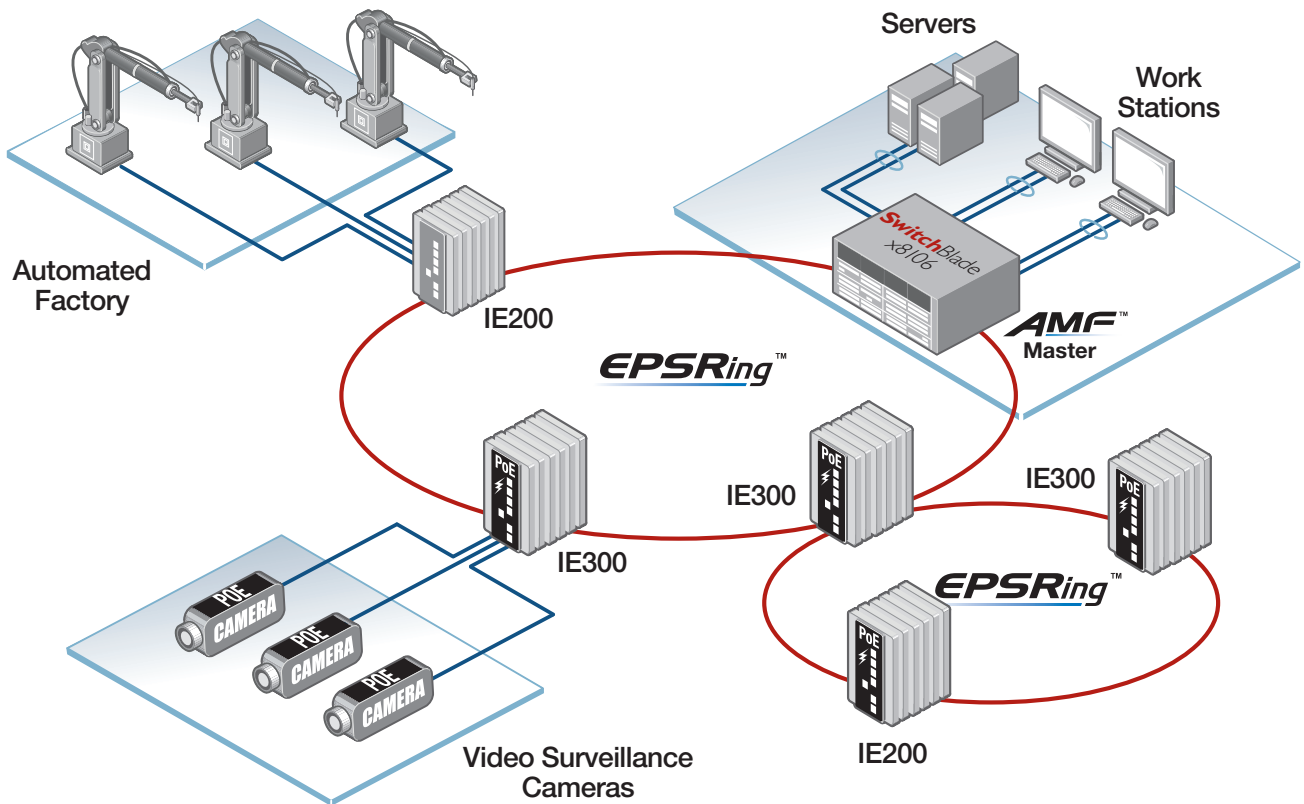 Servers
Work
Stations
Automated
Factory
IE200
SwitchBlade
x8106
AMF™
Master
EPSRing™
PoE
IE300
PoE
IE300
PoE
IE300
EPSRing™
PoE
IE200
POE
CAMERA
POE
CAMERA
POE
CAMERA
Video Surveillance
Cameras